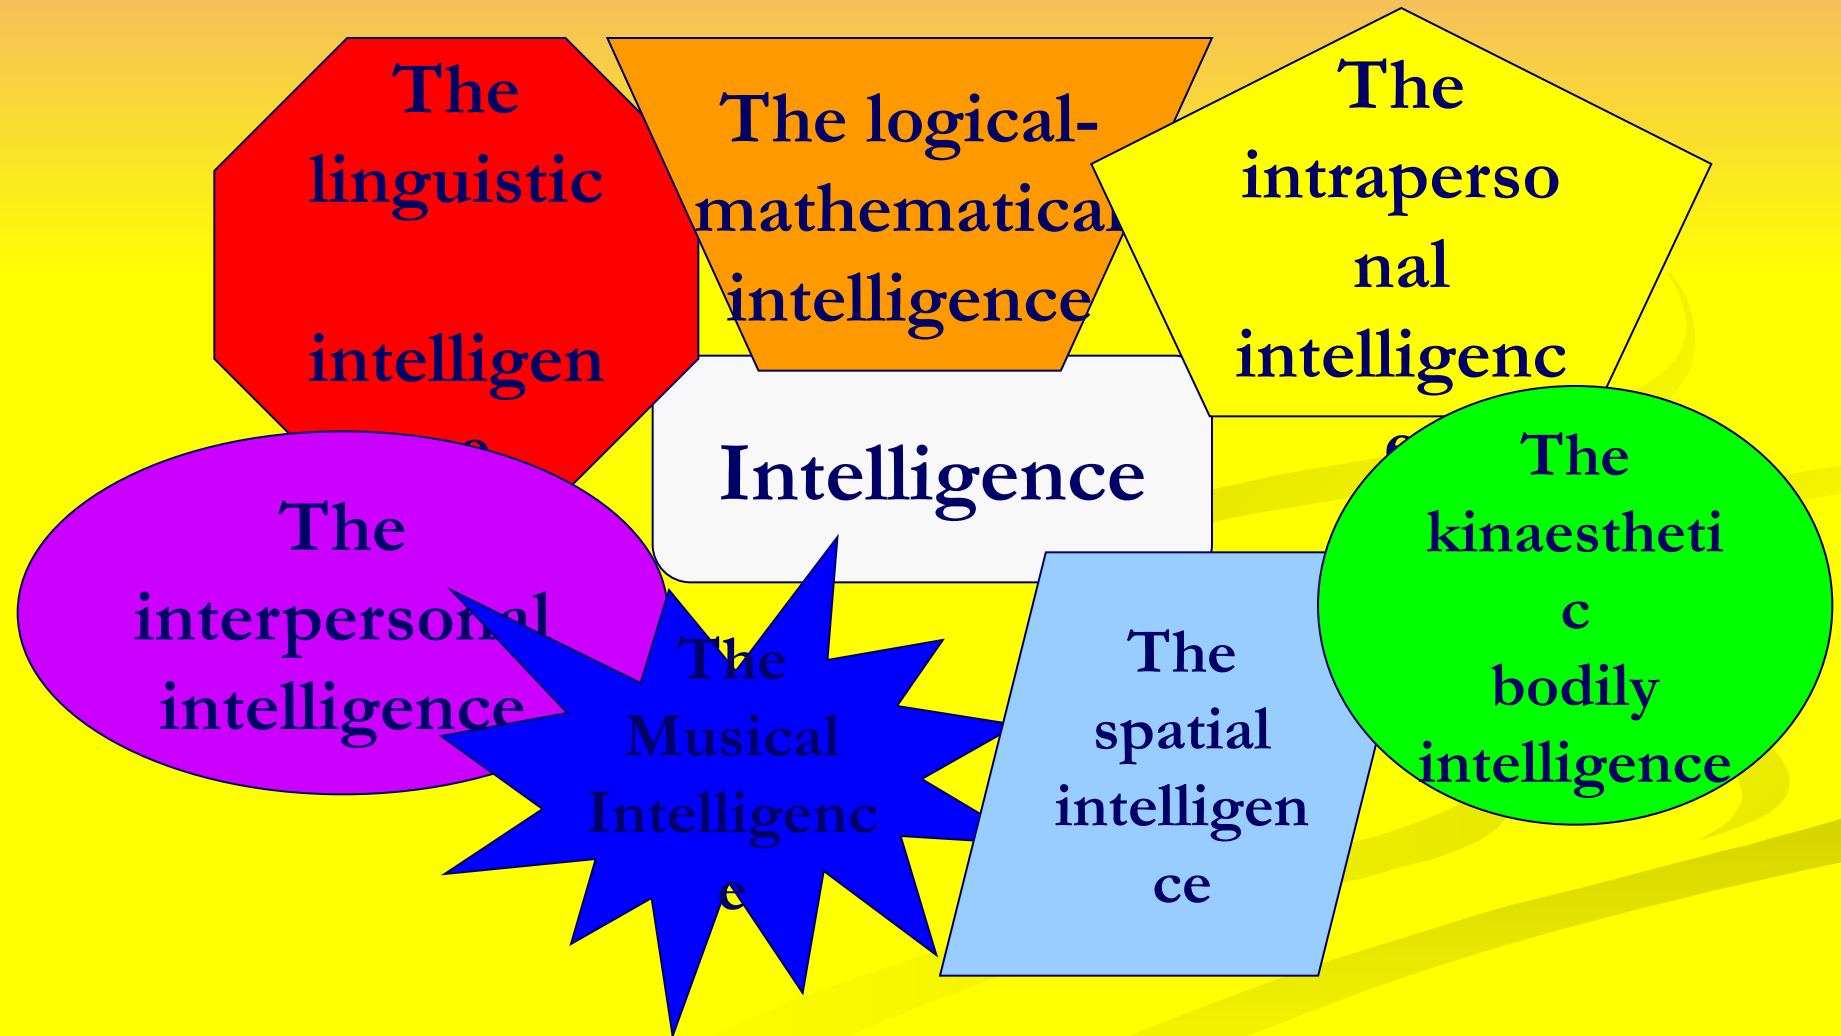 The
linguistic
intelligen
e
The logical-
mathematical
intelligence
The
intraperso
nal
intelligenc
e
Intelligence
The
interpersonal
intelligence
The
Musical
Intelligenc
e
The
spatial
intelligen
ce
The
kinaestheti
c
bodily
intelligence